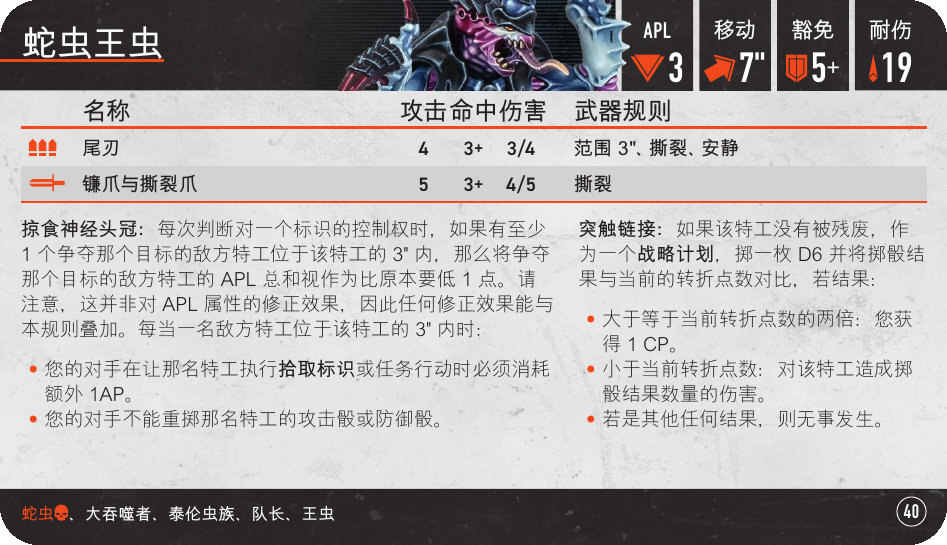 蛇虫王虫
APL 移动 豁免 耐伤
3 7" 5+ 19
名称 攻击 命中 伤害 武器规则
尾刃 4 3+ 3/4 范围 3"、撕裂、安静
镰爪与撕裂爪 5 3+ 4/5 撕裂
掠食神经头冠：每次判断对一个标识的控制权时，如果有至少
1 个争夺那个目标的敌方特工位于该特工的 3" 内，那么将争夺
那个目标的敌方特工的 APL 总和视作为比原本要低 1 点。请
注意，这并非对 APL 属性的修正效果，因此任何修正效果能与
本规则叠加。每当一名敌方特工位于该特工的 3" 内时：
• 您的对手在让那名特工执行拾取标识或任务行动时必须消耗
额外 1AP。
• 您的对手不能重掷那名特工的攻击骰或防御骰。
突触链接：如果该特工没有被残废，作
为一个战略计划，掷一枚 D6 并将掷骰结
果与当前的转折点数对比，若结果：
• 大于等于当前转折点数的两倍：您获
得 1 CP。
• 小于当前转折点数：对该特工造成掷
骰结果数量的伤害。
• 若是其他任何结果，则无事发生。
蛇虫、大吞噬者、泰伦虫族、队长、王虫
40